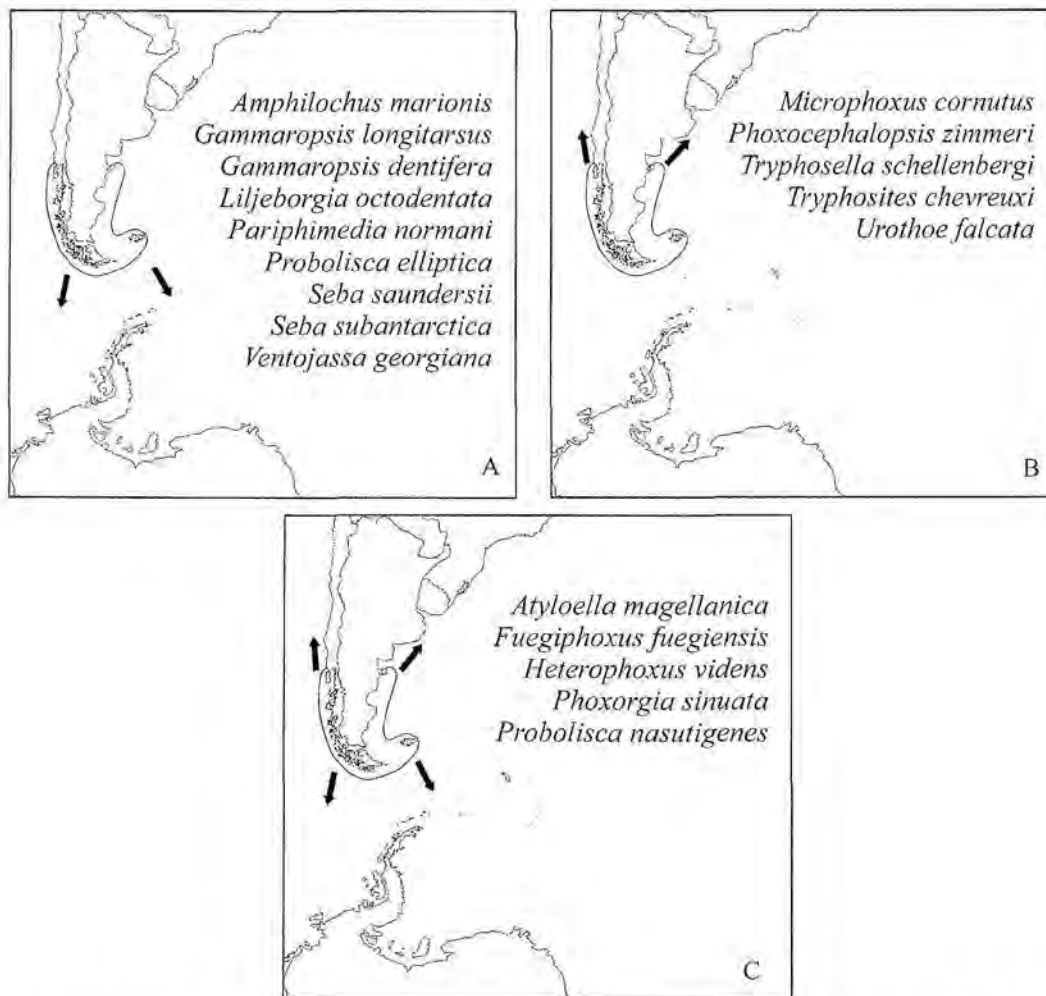 Amphilochus marionis
Gammaropsis longitarsus
Gammaropsis dentifera
Liljeborgia octodentata
Pariphimedia normani
Probolisca elliptica
Seba saundersii
Seba subantarctica
Ventojassa georgiana
A
Microphoxus cornutus
Phoxocephalopsis zimmeri
Tryphosella schellenbergi
Tryphosites chevreuxi
Urothoe falcata
B
Atyloella magellanica
Fuegiphoxus fuegiensis
Heterophoxus videns
Phoxorgia sinuata
Probolisca nasutigenes
C